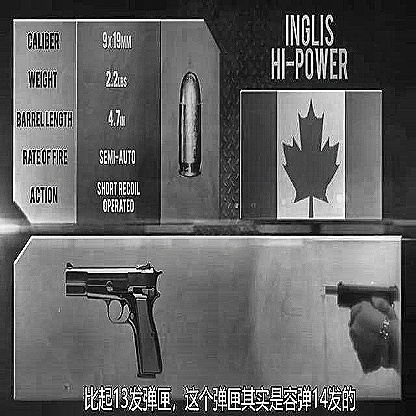 INGLIS
HI-POWER
CALIBER 9x19MM
WEIGHT 2.2LBS
BARREL LENGTH 4.7IN
RATE OF FIRE SEMI-AUTO
ACTION SHORT RECOIL
OPERATED
比起13发弹匣，这个弹匣其实是容弹14发的